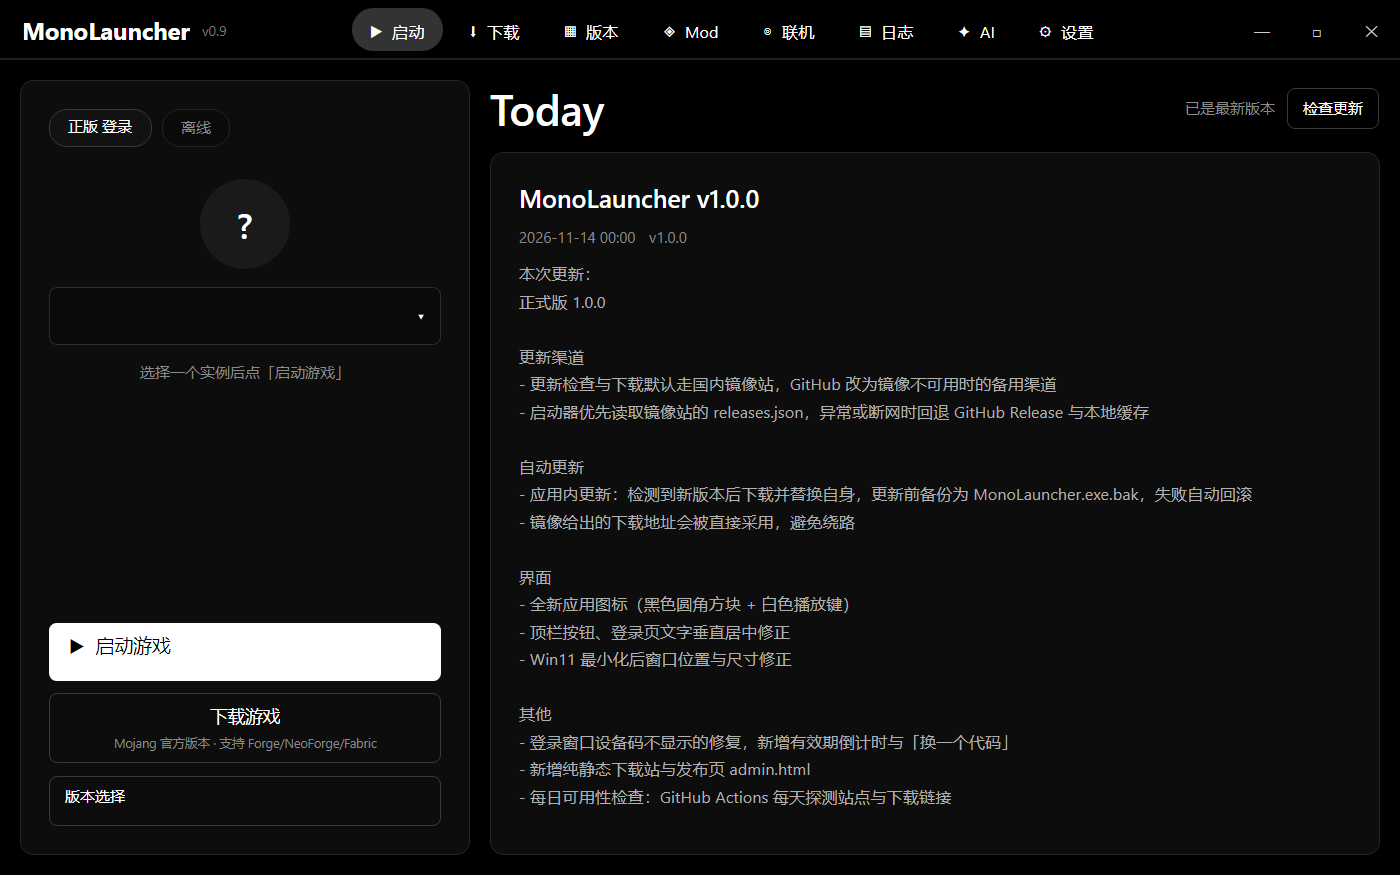 MonoLauncher v0.9
启动
下载
版本
Mod
联机
日志
AI
设置
正版 登录
离线
?
选择一个实例后点「启动游戏」
启动游戏
下载游戏
Mojang 官方版本 · 支持 Forge/NeoForge/Fabric
版本选择
Today
已是最新版本
检查更新
MonoLauncher v1.0.0
2026-11-14 00:00 v1.0.0
本次更新：
正式版 1.0.0
更新渠道
- 更新检查与下载默认走国内镜像站，GitHub 改为镜像不可用时的备用渠道
- 启动器优先读取镜像站的 releases.json，异常或断网时回退 GitHub Release 与本地缓存
自动更新
- 应用内更新：检测到新版本后下载并替换自身，更新前备份为 MonoLauncher.exe.bak，失败自动回滚
- 镜像给出的下载地址会被直接采用，避免绕路
界面
- 全新应用图标（黑色圆角方块 + 白色播放键）
- 顶栏按钮、登录页文字垂直居中修正
- Win11 最小化后窗口位置与尺寸修正
其他
- 登录窗口设备码不显示的修复，新增有效期倒计时与「换一个代码」
- 新增纯静态下载站与发布页 admin.html
- 每日可用性检查：GitHub Actions 每天探测站点与下载链接